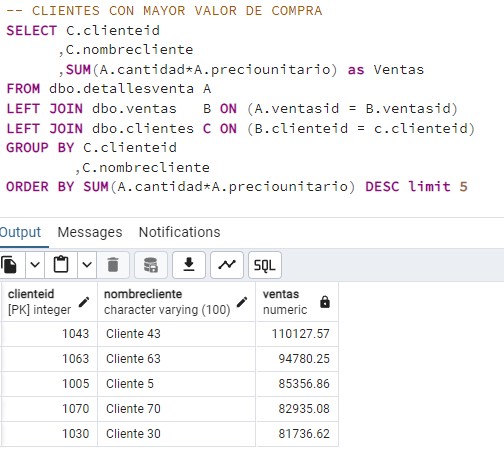 -- CLIENTES CON MAYOR VALOR DE COMPRA
SELECT C.clienteid
,C.nombrecliente
,SUM(A.cantidad*A.preciounitario) as Ventas
FROM dbo.detallesventa A
LEFT JOIN dbo.ventas   B ON (A.ventasid = B.ventasid)
LEFT JOIN dbo.clientes C ON (B.clienteid = c.clienteid)
GROUP BY C.clienteid
,C.nombrecliente
ORDER BY SUM(A.cantidad*A.preciounitario) DESC limit 5
Output Messages Notifications
SQL
clienteid nombrecliente ventas
[PK] integer character varying (100) numeric
1043 Cliente 43 110127.57
1063 Cliente 63 94780.25
1005 Cliente 5 85356.86
1070 Cliente 70 82935.08
1030 Cliente 30 81736.62